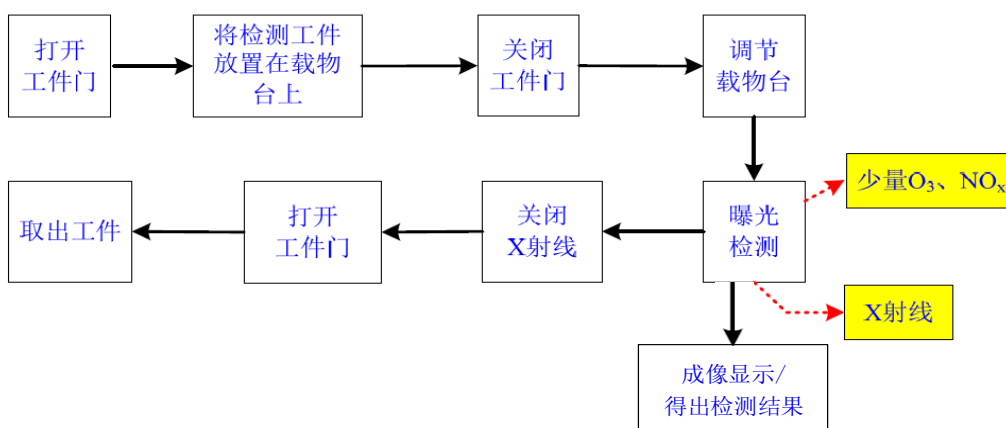 打开
工件门
将检测工件
放置在载物
台上
关闭
工件门
调节
载物台
少量O₃、NOₓ
取出工件
打开
工件门
关闭
X射线
曝光
检测
X射线
成像显示/
得出检测结果